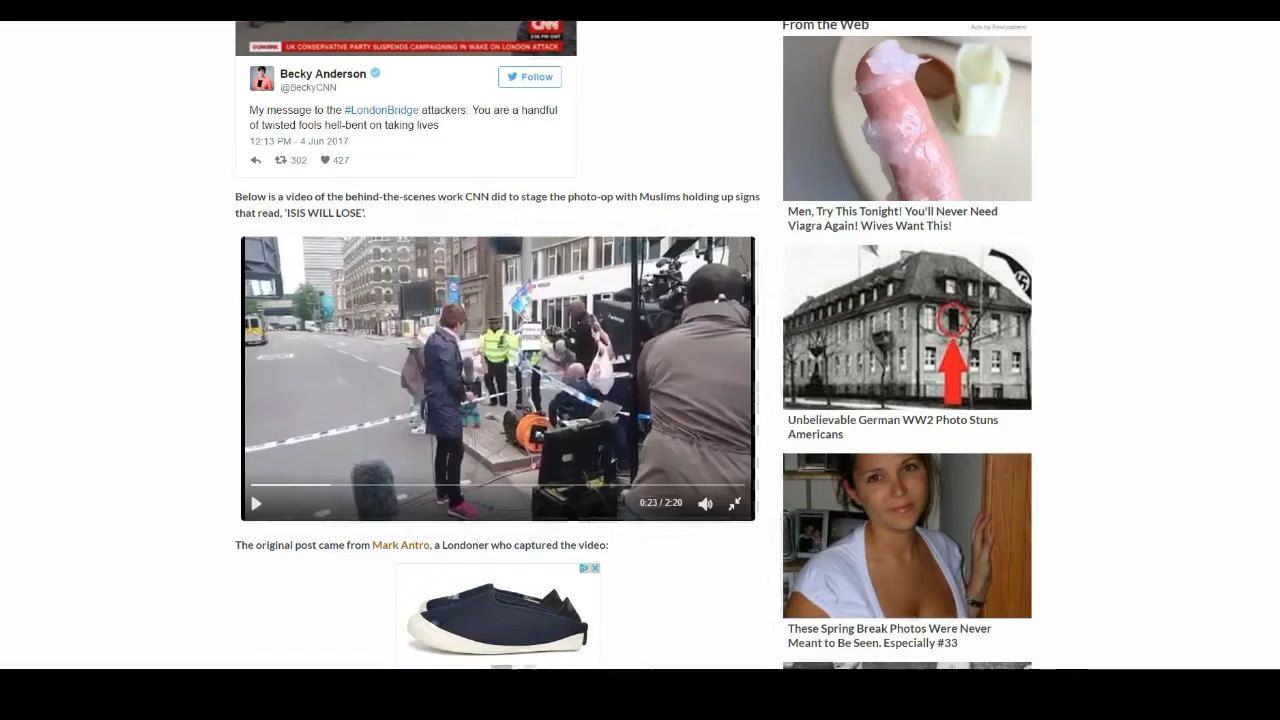 CNN
UK CONSERVATIVE PARTY SUSPENDS CAMPAIGNING IN WAKE ON LONDON ATTACK
Becky Anderson
@BeckyCNN
Follow
My message to the #LondonBridge attackers: You are a handful
of twisted fools hell-bent on taking lives
12:13 PM - 4 Jun 2017
302 427
Below is a video of the behind-the-scenes work CNN did to stage the photo-op with Muslims holding up signs
that read, ‘ISIS WILL LOSE’.
0:23 / 2:20
The original post came from Mark Antro, a Londoner who captured the video:
From the Web
Ads by Revcontent
Men, Try This Tonight! You'll Never Need
Viagra Again! Wives Want This!
Unbelievable German WW2 Photo Stuns
Americans
These Spring Break Photos Were Never
Meant to Be Seen. Especially #33